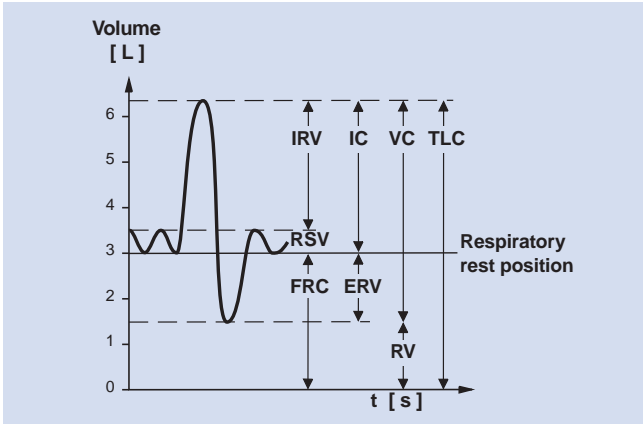 Volume
[ L ]
6
IRV IC VC TLC
5
4
RSV
3
Respiratory
rest position
FRC ERV
2
1
RV
0
t [ s ]